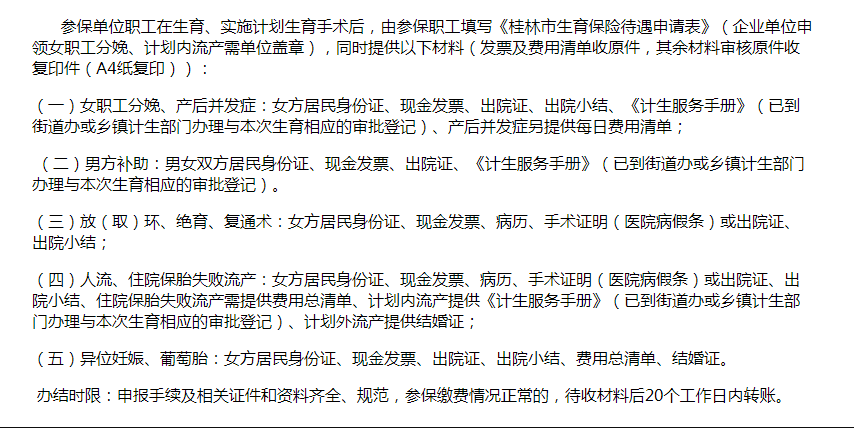 参保单位职工在生育、实施计划生育手术后，由参保职工填写《桂林市生育保险待遇申请表》（企业单位申
领女职工分娩、计划内流产需单位盖章），同时提供以下材料（发票及费用清单收原件，其余材料审核原件收
复印件（A4纸复印））：
（一）女职工分娩、产后并发症：女方居民身份证、现金发票、出院证、出院小结、《计生服务手册》（已到
街道办或乡镇计生部门办理与本次生育相应的审批登记）、产后并发症另提供每日费用清单；
（二）男方补助：男女双方居民身份证、现金发票、出院证、《计生服务手册》（已到街道办或乡镇计生部门
办理与本次生育相应的审批登记）。
（三）放（取）环、绝育、复通术：女方居民身份证、现金发票、病历、手术证明（医院病假条）或出院证、
出院小结；
（四）人流、住院保胎失败流产：女方居民身份证、现金发票、病历、手术证明（医院病假条）或出院证、出
院小结、住院保胎失败流产需提供费用总清单、计划内流产提供《计生服务手册》（已到街道办或乡镇计生部
门办理与本次生育相应的审批登记）、计划外流产提供结婚证；
（五）异位妊娠、葡萄胎：女方居民身份证、现金发票、出院证、出院小结、费用总清单、结婚证。
办结时限：申报手续及相关证件和资料齐全、规范，参保缴费情况正常的，待收材料后20个工作日内转账。